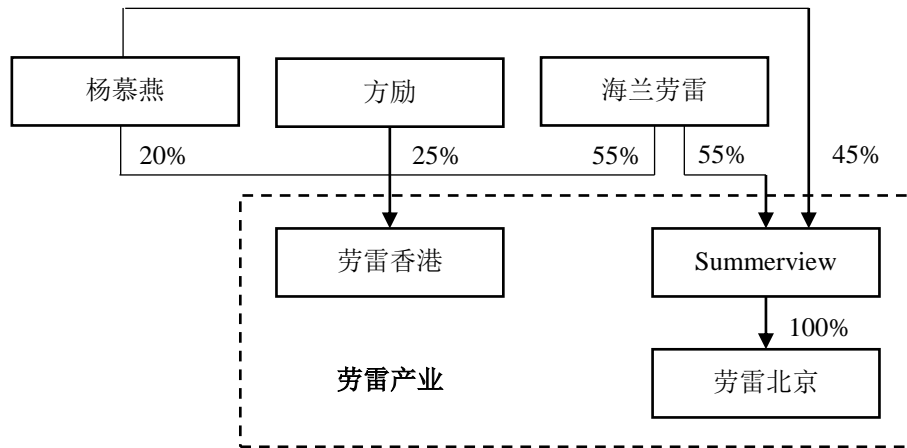 杨慕燕 方励 海兰劳雷
20% 25% 55% 55% 45%
劳雷香港 Summerview
100%
劳雷产业 劳雷北京